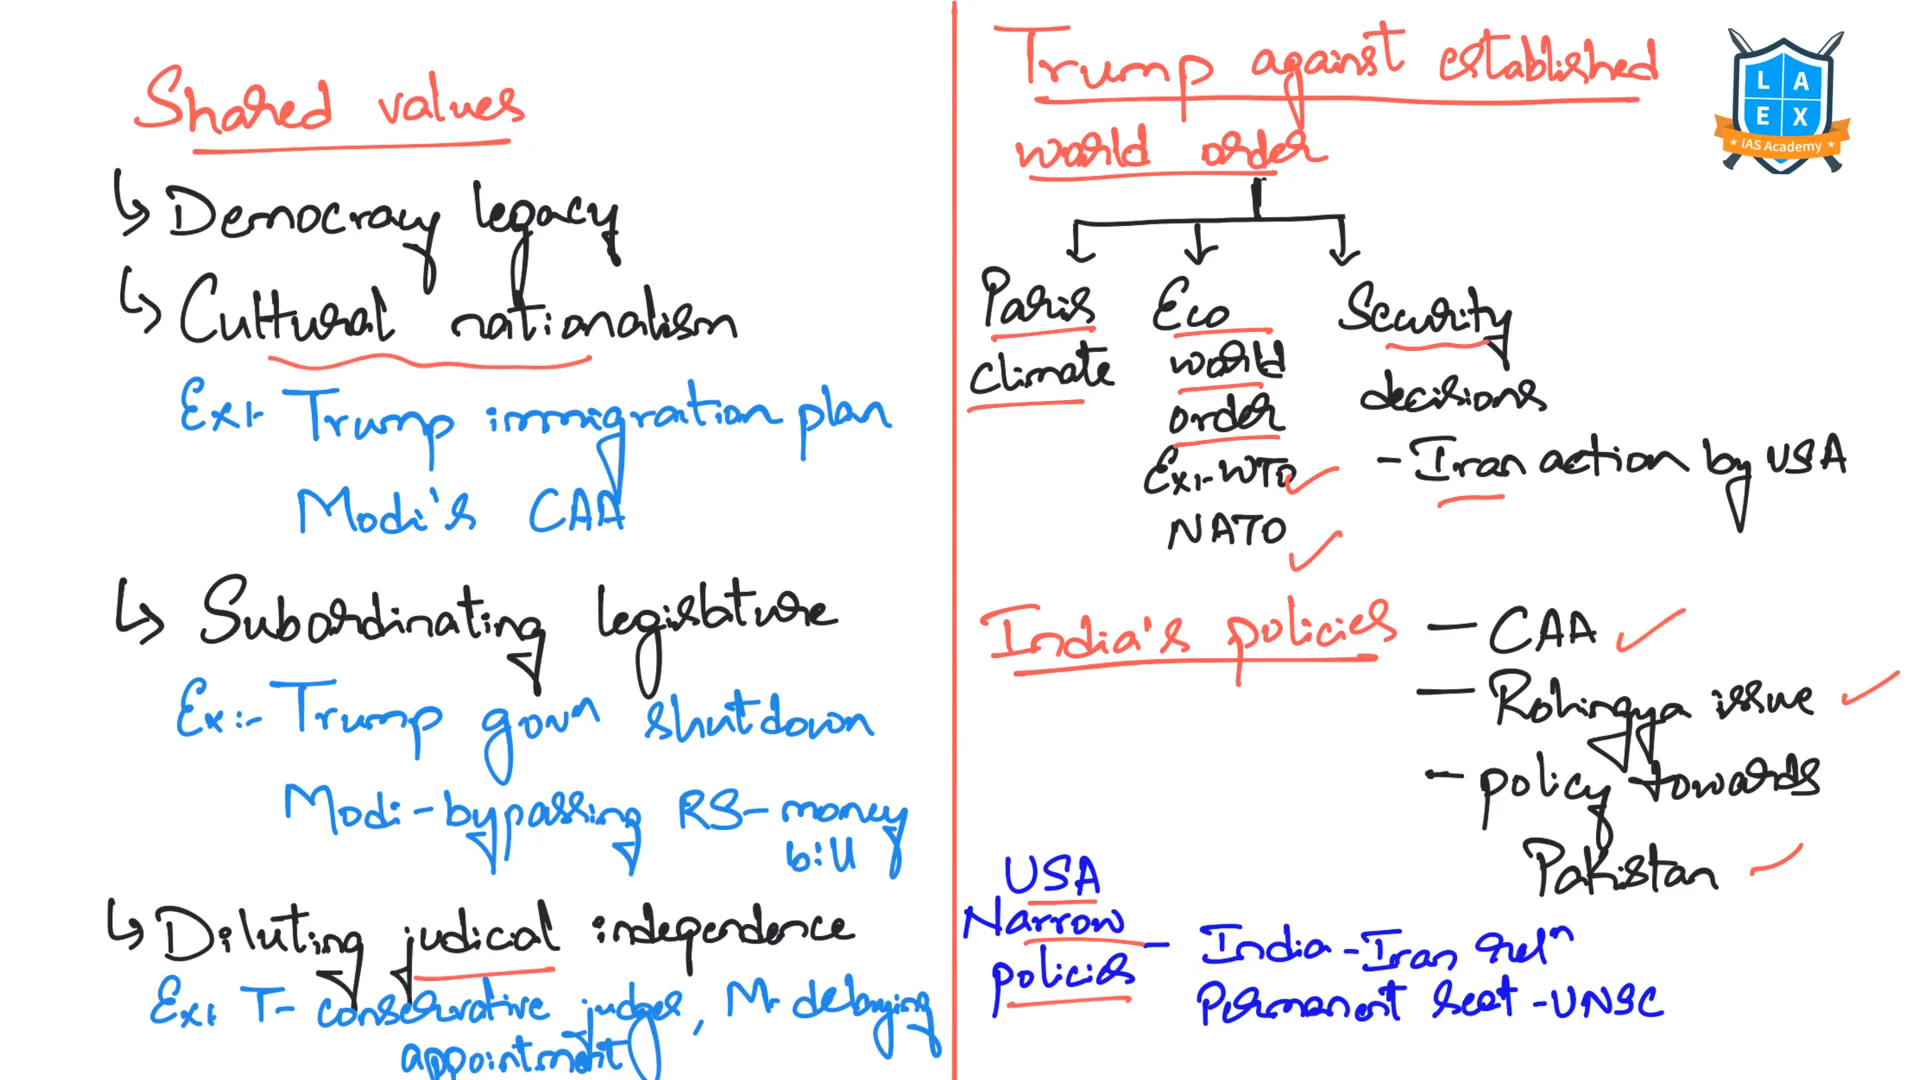 Shared values
↳ Democracy legacy
↳ Cultural nationalism
Ex:- Trump immigration plan
Modi's CAA
↳ Subordinating legislature
Ex:- Trump govn shutdown
Modi - bypassing RS - money
bill
↳ Diluting judical independence
Ex: T- conservative judges, M- delaying
appointment
Trump against established
world order
Paris
climate
Eco
world
order
Ex:- WTO
NATO
Security
decisions
- Iran action by USA
India's policies
- CAA
- Rohingya issue
- policy towards
Pakistan
USA
Narrow
policies
- India - Iran reln
Permanent seat - UNSC
L A
E X
IAS Academy